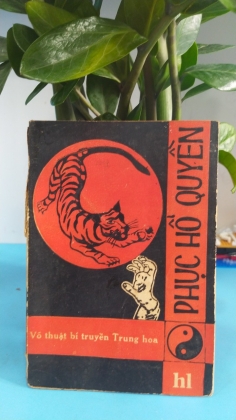 PHỤC HỔ QUYỀN
Võ thuật bí truyền Trung hoa
hl